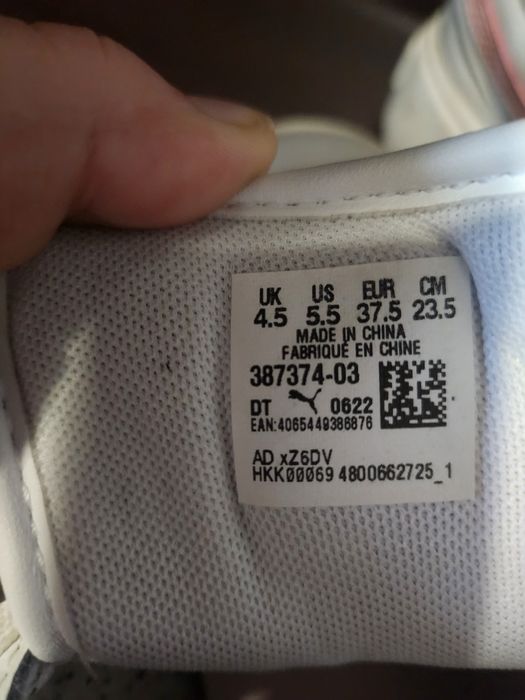 UK US EUR CM
4.5 5.5 37.5 23.5
MADE IN CHINA
FABRIQUÉ EN CHINE
387374-03
DT 0622
EAN:4065449386876
AD xZ6DV
HKK00069 4800662725_1